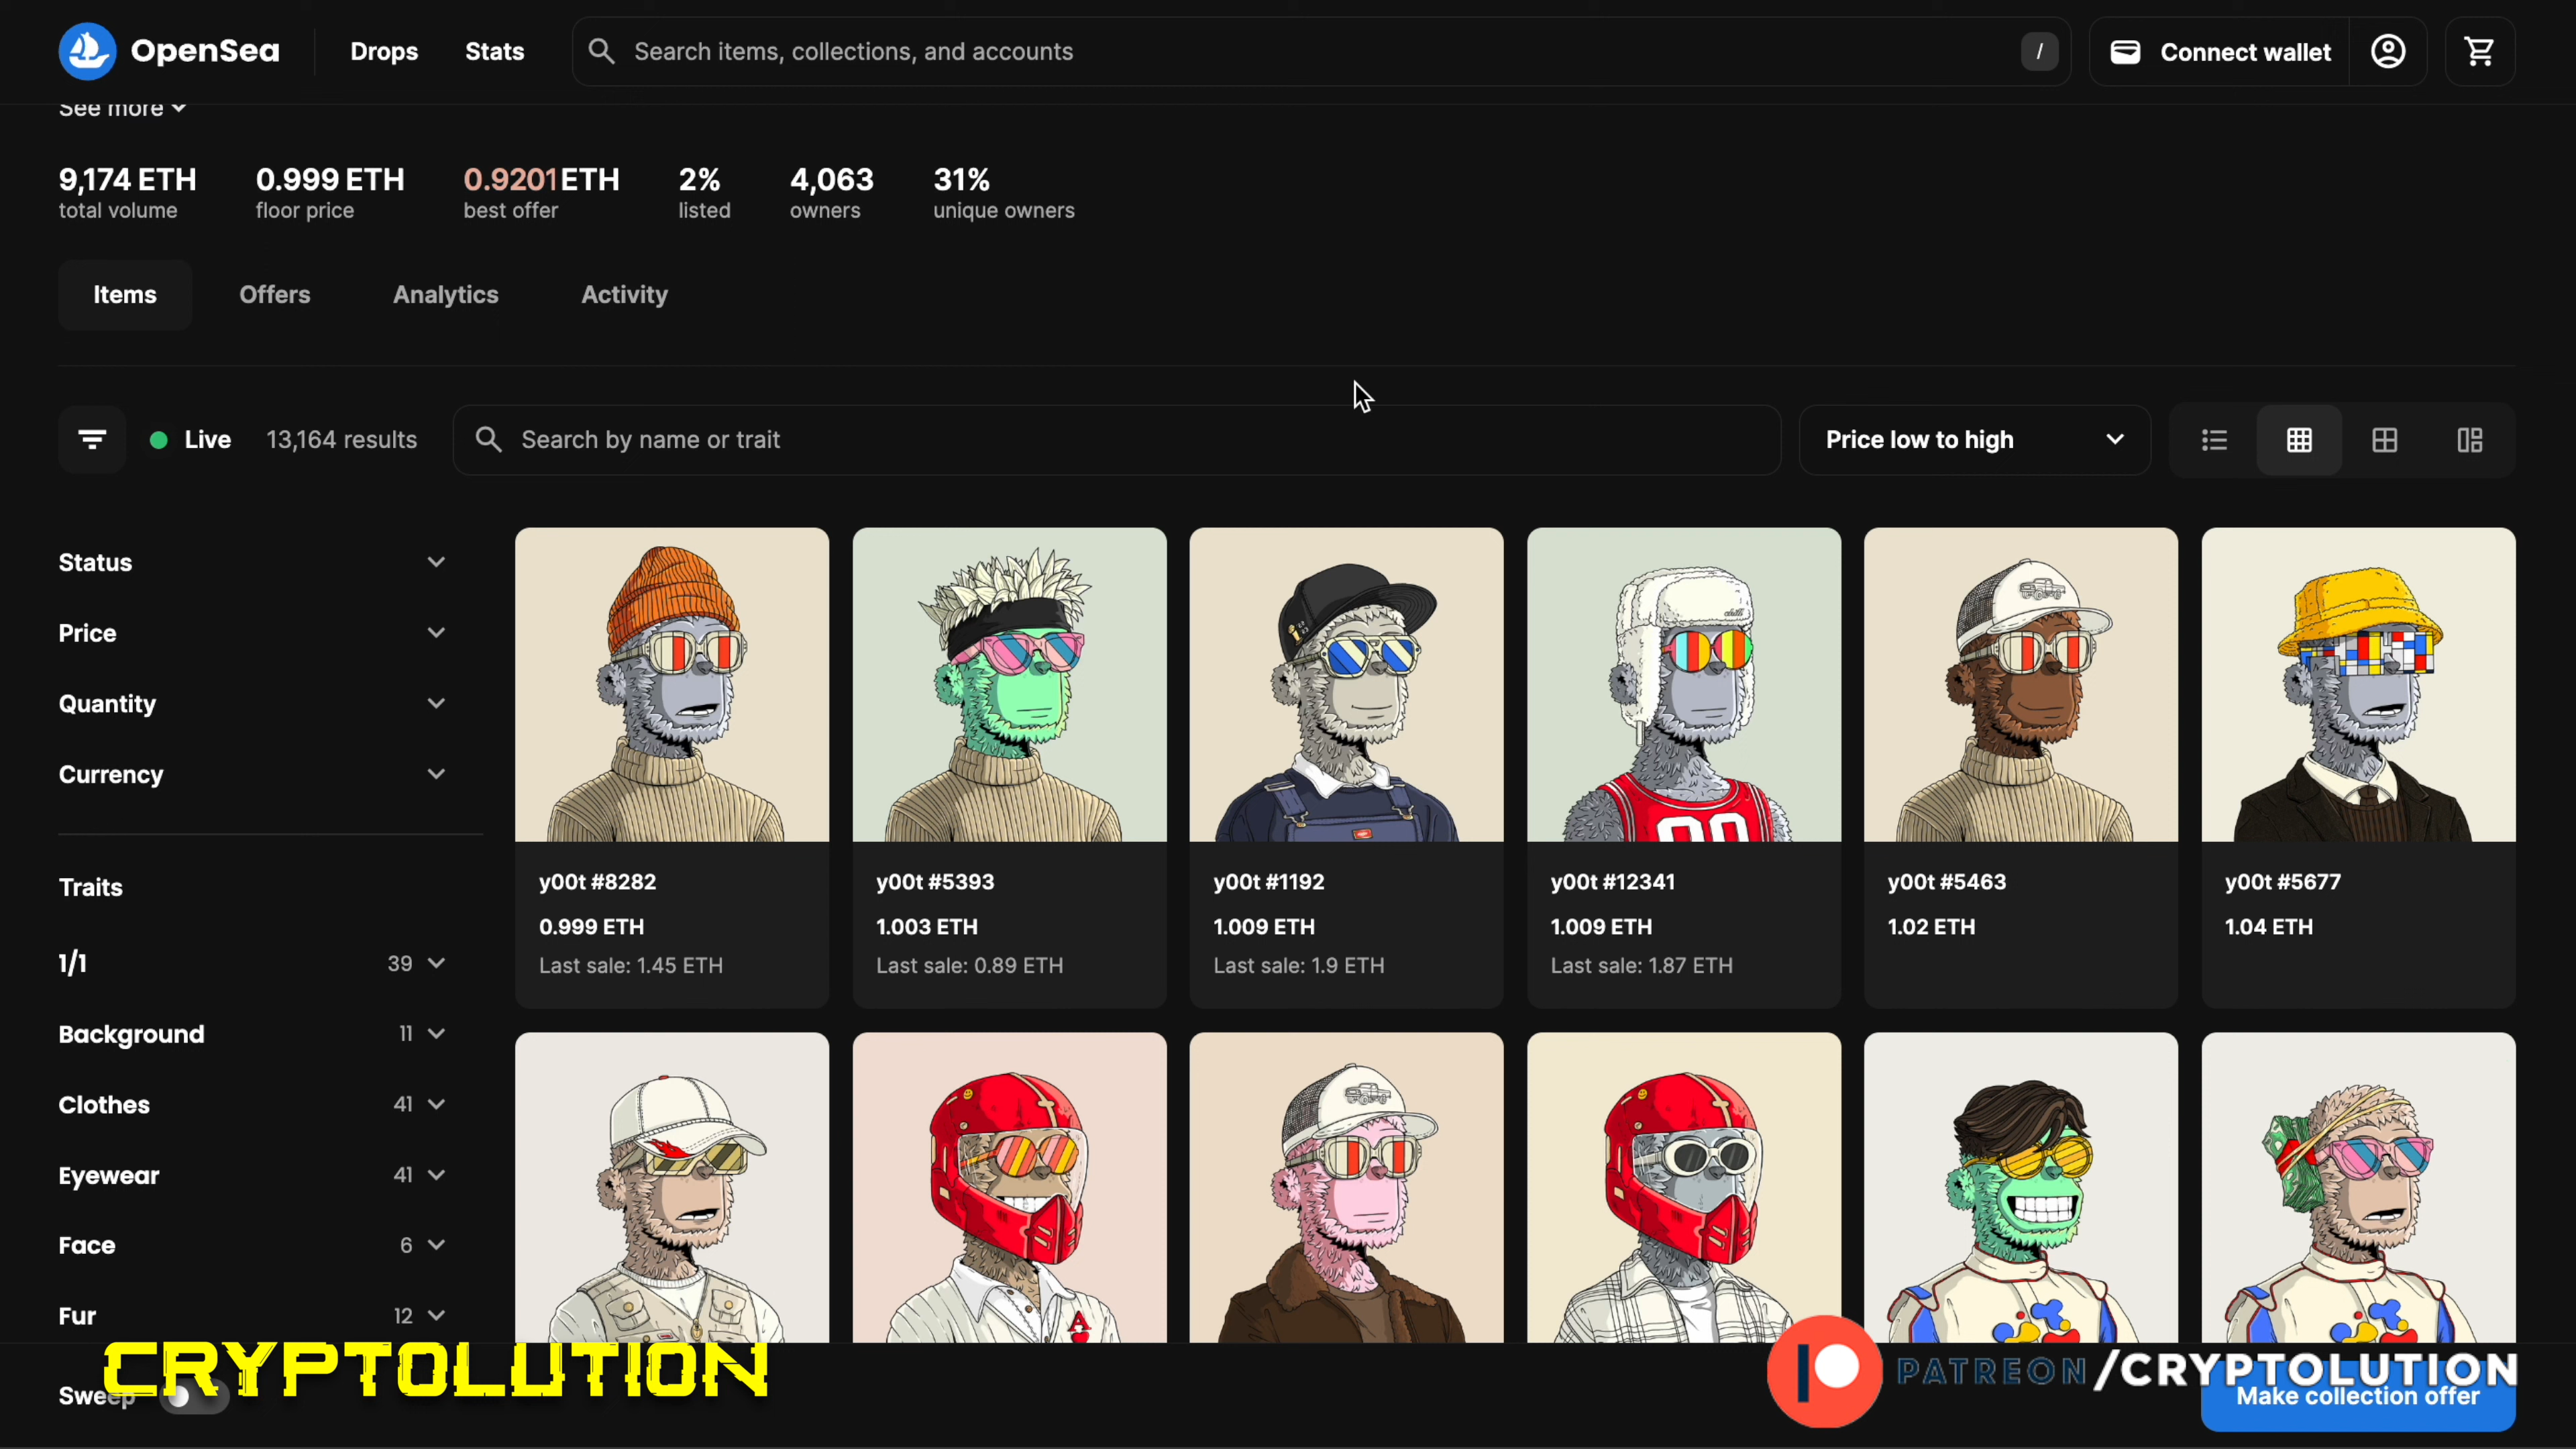 OpenSea
Drops
Stats
Search items, collections, and accounts
/
Connect wallet
See more
9,174 ETH
total volume
0.999 ETH
floor price
0.9201 ETH
best offer
2%
listed
4,063
owners
31%
unique owners
Items
Offers
Analytics
Activity
Live
13,164 results
Search by name or trait
Price low to high
Status
Price
Quantity
Currency
Traits
1/1 39
Background 11
Clothes 41
Eyewear 41
Face 6
Fur 12
chill
00
y00t #8282
0.999 ETH
Last sale: 1.45 ETH
y00t #5393
1.003 ETH
Last sale: 0.89 ETH
y00t #1192
1.009 ETH
Last sale: 1.9 ETH
y00t #12341
1.009 ETH
Last sale: 1.87 ETH
y00t #5463
1.02 ETH
y00t #5677
1.04 ETH
A
CRYPTOLUTION
Sweep
PATREON/CRYPTOLUTION
Make collection offer